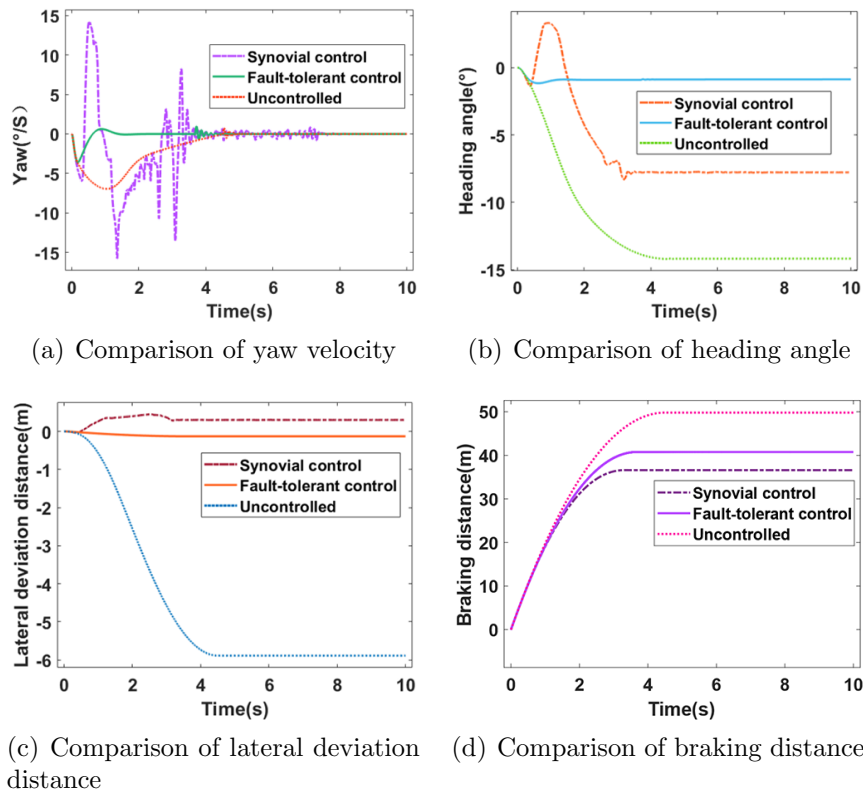 15
10
5
0
-5
-10
-15
Yaw(°/S)
Synovial control
Fault-tolerant control
Uncontrolled
0 2 4 6 8 10
Time(s)
(a) Comparison of yaw velocity
0
-5
-10
-15
Heading angle(°)
Synovial control
Fault-tolerant control
Uncontrolled
0 2 4 6 8 10
Time(s)
(b) Comparison of heading angle
0
-1
-2
-3
-4
-5
-6
Lateral deviation distance(m)
Synovial control
Fault-tolerant control
Uncontrolled
0 2 4 6 8 10
Time(s)
(c) Comparison of lateral deviation
distance
50
40
30
20
10
0
Braking distance(m)
Synovial control
Fault-tolerant control
Uncontrolled
0 2 4 6 8 10
Time(s)
(d) Comparison of braking distance